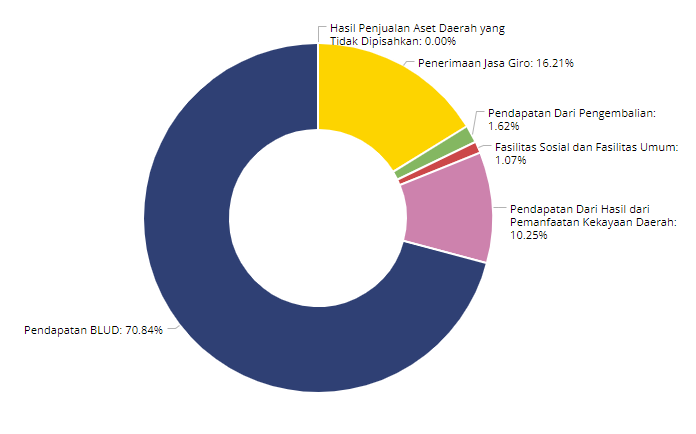 Hasil Penjualan Aset Daerah yang
Tidak Dipisahkan: 0.00%
Penerimaan Jasa Giro: 16.21%
Pendapatan Dari Pengembalian:
1.62%
Fasilitas Sosial dan Fasilitas Umum:
1.07%
Pendapatan Dari Hasil dari
Pemanfaatan Kekayaan Daerah:
10.25%
Pendapatan BLUD: 70.84%